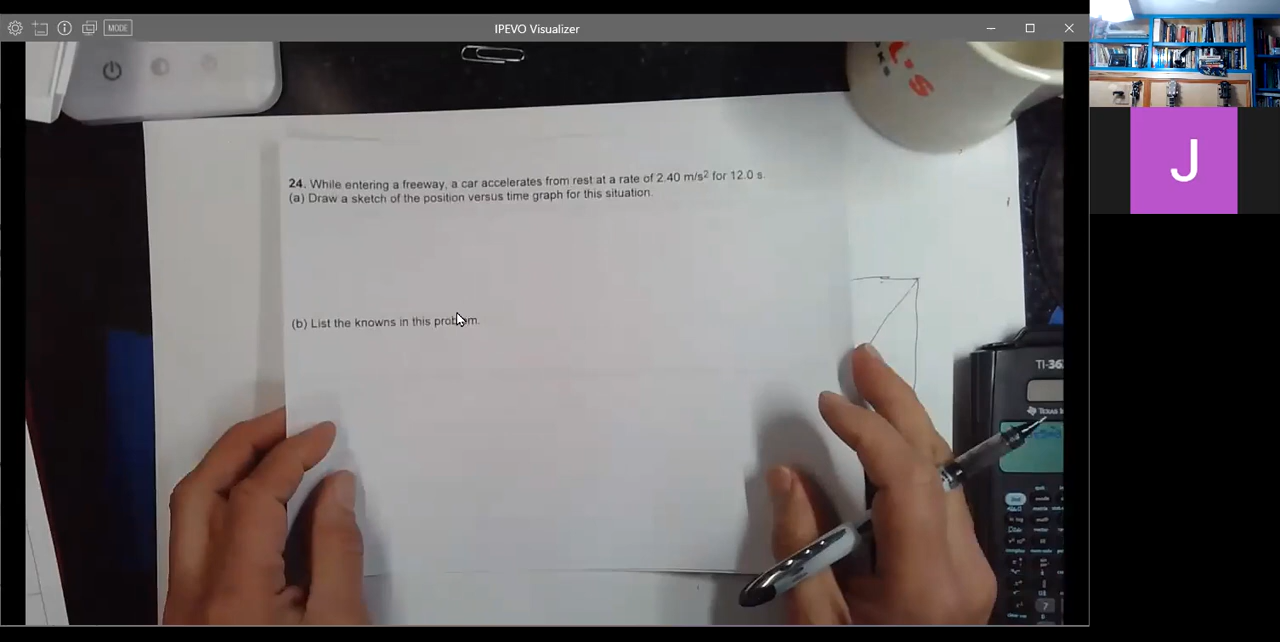 MODE
IPEVO Visualizer
24. While entering a freeway, a car accelerates from rest at a rate of 2.40 m/s² for 12.0 s.
(a) Draw a sketch of the position versus time graph for this situation.
(b) List the knowns in this problem.
J
TI-36
7